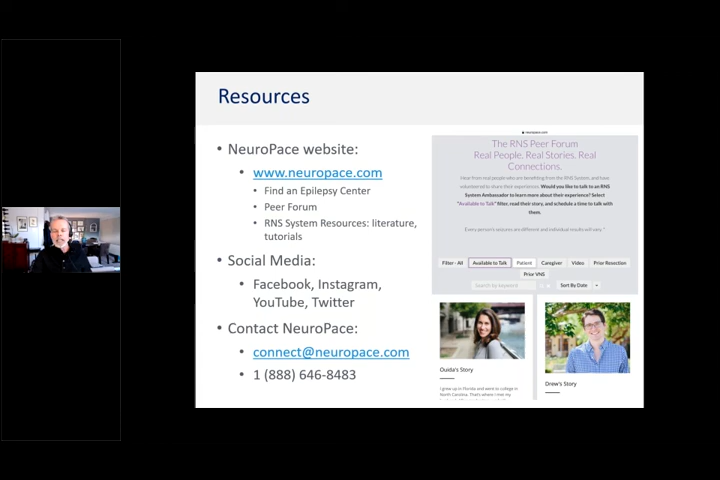 Resources
• NeuroPace website:
• www.neuropace.com
• Find an Epilepsy Center
• Peer Forum
• RNS System Resources: literature,
tutorials
• Social Media:
• Facebook, Instagram,
YouTube, Twitter
• Contact NeuroPace:
• connect@neuropace.com
• 1 (888) 646-8483
neuropace.com
The RNS Peer Forum
Real People. Real Stories. Real
Connections.
Hear from real people who are benefiting from the RNS System, and have
volunteered to share their experiences. Would you like to talk to an RNS
System Ambassador to learn more about their experience? Select
"Available to Talk" filter, read their story, and schedule a time to talk with
them.
Every person's seizures are different and individual results will vary.*
Filter - All
Available to Talk
Patient
Caregiver
Video
Prior Resection
Prior VNS
Search by keyword
Sort By Date
Ouida's Story
I grew up in Florida and went to college in
North Carolina. That's where I met my
Drew's Story